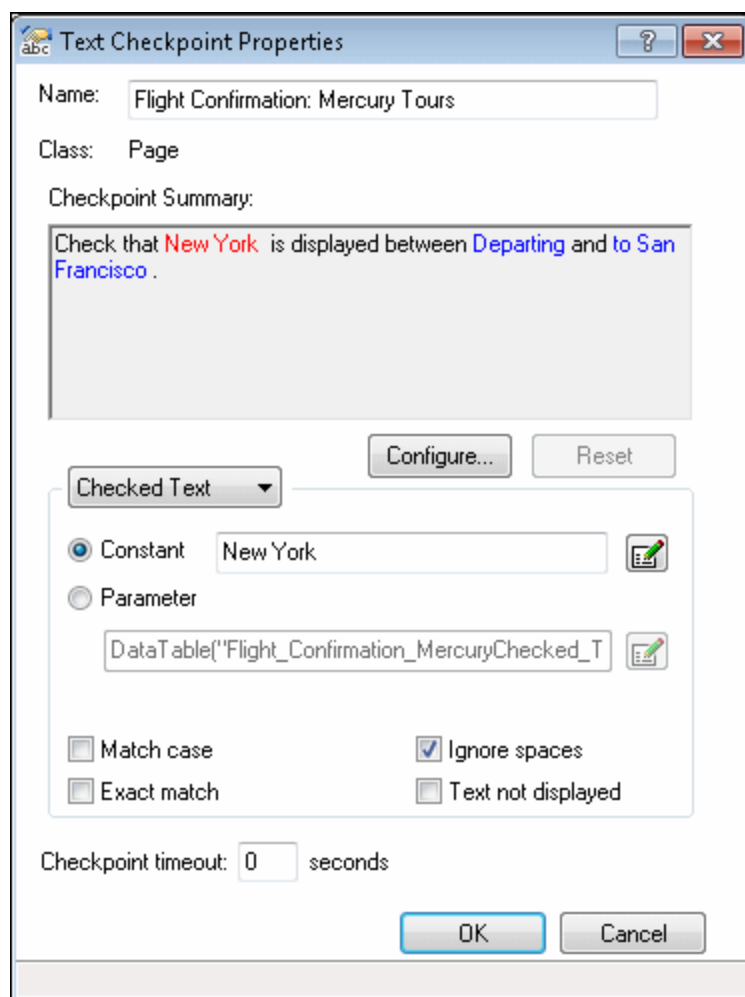 abc Text Checkpoint Properties ?
Name: Flight Confirmation: Mercury Tours
Class: Page
Checkpoint Summary:
Check that New York is displayed between Departing and to San
Francisco .
Configure... Reset
Checked Text
Constant New York
Parameter
DataTable("Flight_Confirmation_MercuryChecked_T
Match case Ignore spaces
Exact match Text not displayed
Checkpoint timeout: 0 seconds
OK Cancel